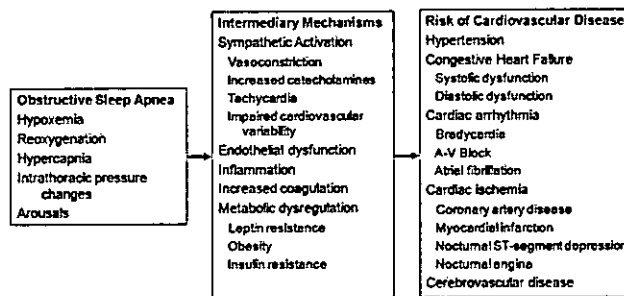 Obstructive Sleep Apnea
Hypoxemia
Reoxygenation
Hypercapnia
Intrathoracic pressure
changes
Arousals
Intermediary Mechanisms
Sympathetic Activation
Vasoconstriction
Increased catecholamines
Tachycardia
Impaired cardiovascular
variability
Endothelial dysfunction
Inflammation
Increased coagulation
Metabolic dysregulation
Leptin resistance
Obesity
Insulin resistance
Risk of Cardiovascular Disease
Hypertension
Congestive Heart Failure
Systolic dysfunction
Diastolic dysfunction
Cardiac arrhythmia
Bradycardia
A-V Block
Atrial fibrillation
Cardiac ischemia
Coronary artery disease
Myocardial infarction
Nocturnal ST-segment depression
Nocturnal angina
Cerebrovascular disease